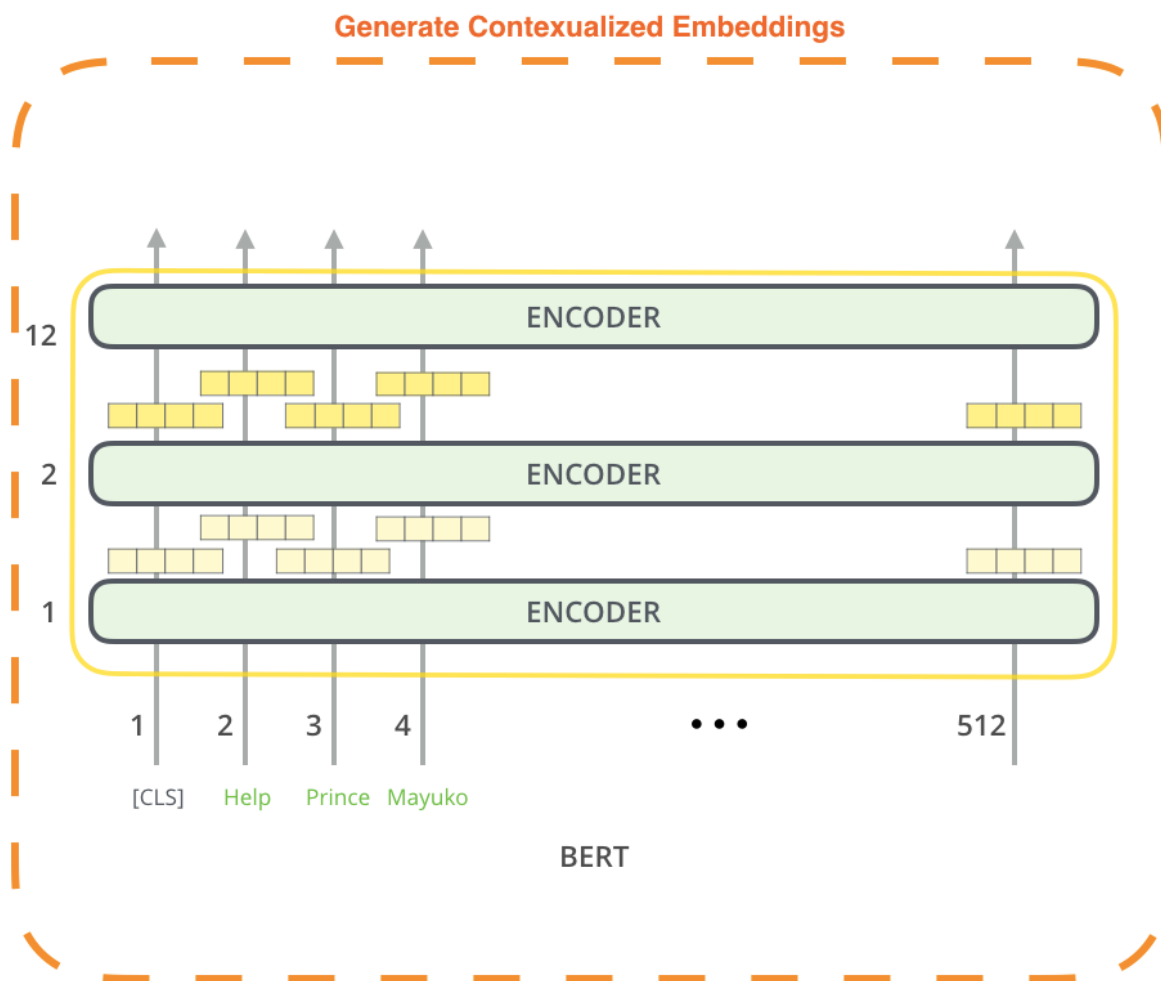 Generate Contexualized Embeddings
12 ENCODER
2 ENCODER
1 ENCODER
1 2 3 4 ••• 512
[CLS] Help Prince Mayuko
BERT